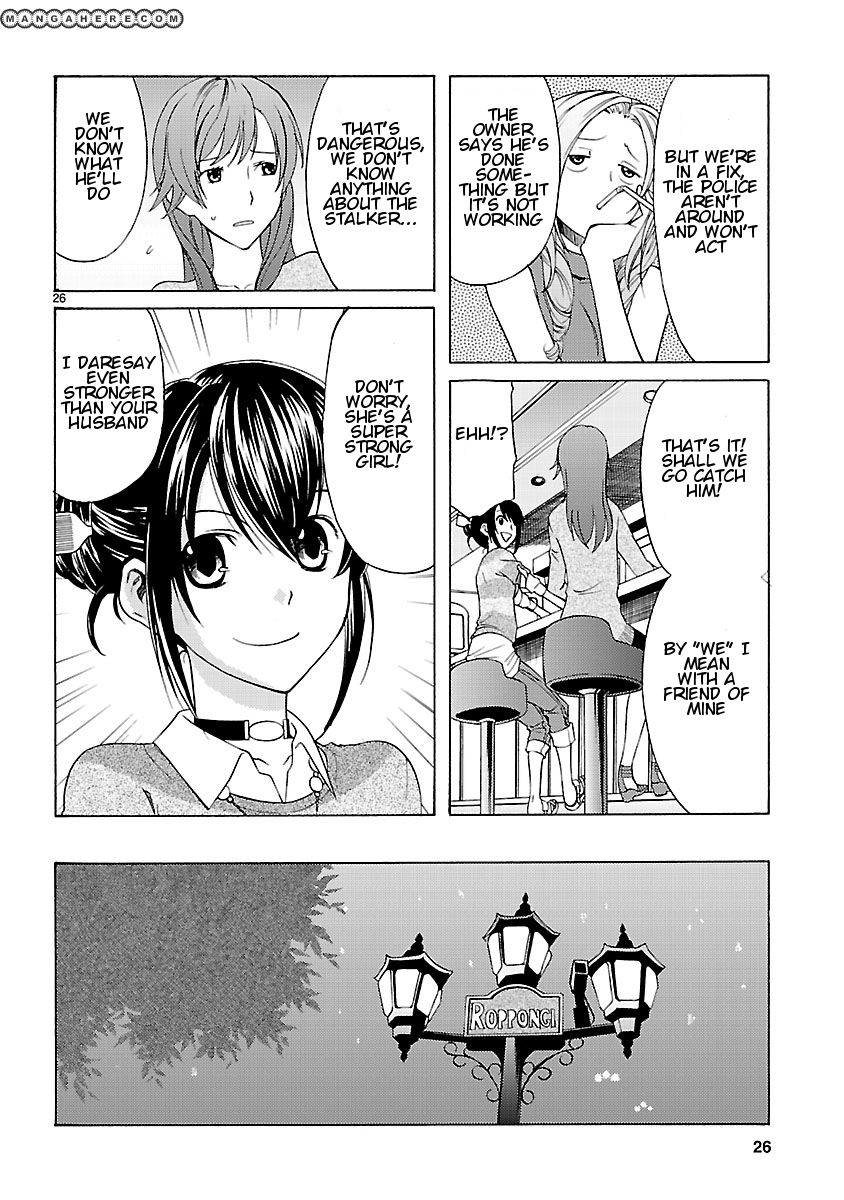 MANGAHERE.COM
BUT WE'RE
IN A FIX,
THE POLICE
AREN'T
AROUND
AND WON'T
ACT
THE
OWNER
SAYS HE'S
DONE
SOME-
THING BUT
IT'S NOT
WORKING
THAT'S
DANGEROUS,
WE DON'T
KNOW
ANYTHING
ABOUT THE
STALKER...
WE
DON'T
KNOW
WHAT
HE'LL
DO
26
THAT'S IT!
SHALL WE
GO CATCH
HIM!
EHH!?
BY "WE" I
MEAN
WITH A
FRIEND OF
MINE
DON'T
WORRY,
SHE'S A
SUPER
STRONG
GIRL!
I DARESAY
EVEN
STRONGER
THAN YOUR
HUSBAND
ROPPONGI
26